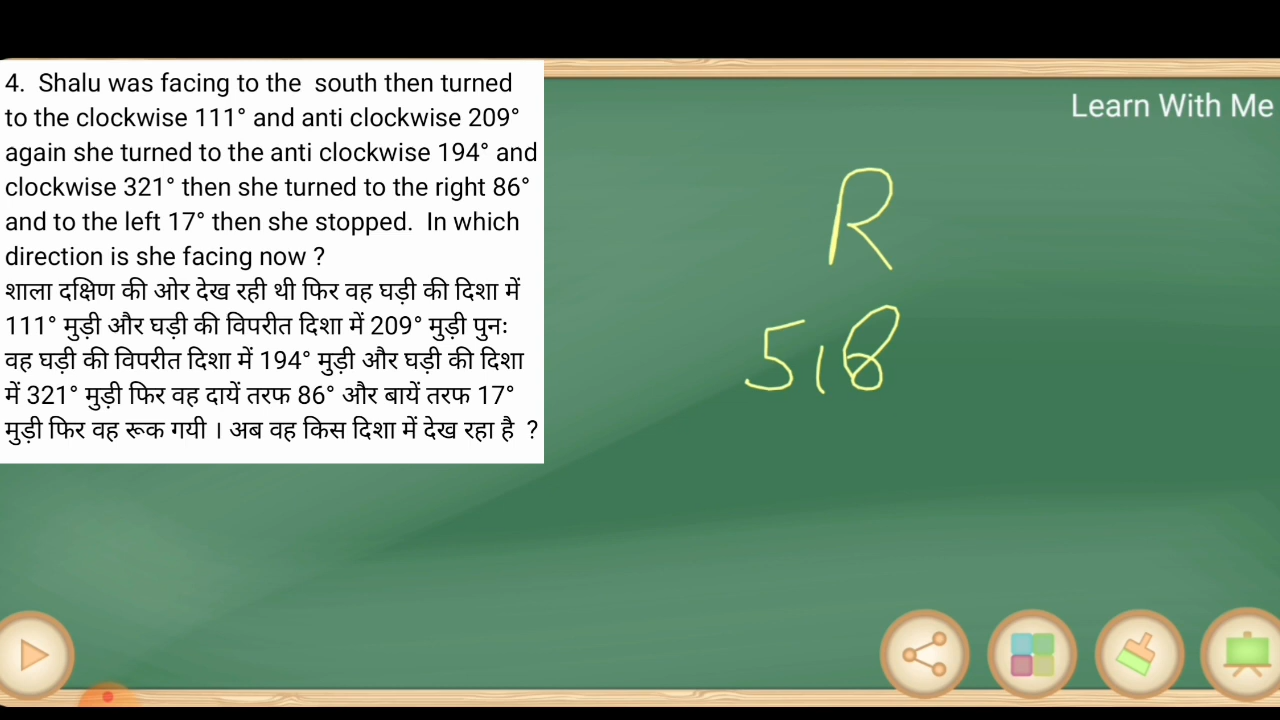 4. Shalu was facing to the south then turned
to the clockwise 111° and anti clockwise 209°
again she turned to the anti clockwise 194° and
clockwise 321° then she turned to the right 86°
and to the left 17° then she stopped. In which
direction is she facing now ?
शाला दक्षिण की ओर देख रही थी फिर वह घड़ी की दिशा में
111° मुड़ी और घड़ी की विपरीत दिशा में 209° मुड़ी पुनः
वह घड़ी की विपरीत दिशा में 194° मुड़ी और घड़ी की दिशा
में 321° मुड़ी फिर वह दायें तरफ 86° और बायें तरफ 17°
मुड़ी फिर वह रूक गयी । अब वह किस दिशा में देख रहा है ?
Learn With Me
R
518